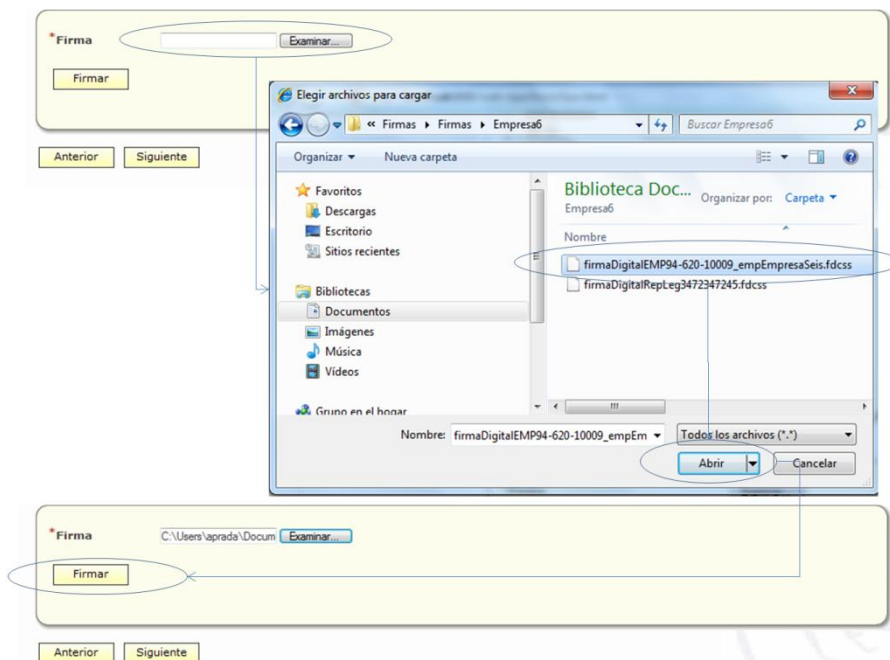 *Firma Examinar...
Firmar
Anterior Siguiente
Elegir archivos para cargar
« Firmas ▸ Firmas ▸ Empresa6 Buscar Empresa6
Organizar ▾ Nueva carpeta
Favoritos
Descargas
Escritorio
Sitios recientes
Bibliotecas
Documentos
Imágenes
Música
Vídeos
Grupo en el hogar
Biblioteca Doc... Organizar por: Carpeta ▾
Empresa6
Nombre
firmaDigitalEMP94-620-10009_empEmpresaSeis.fdcss
firmaDigitalRepLeg3472347245.fdcss
Nombre: firmaDigitalEMP94-620-10009_empEm Todos los archivos (*.*)
Abrir Cancelar
*Firma C:\Users\aprada\Docum Examinar...
Firmar
Anterior Siguiente